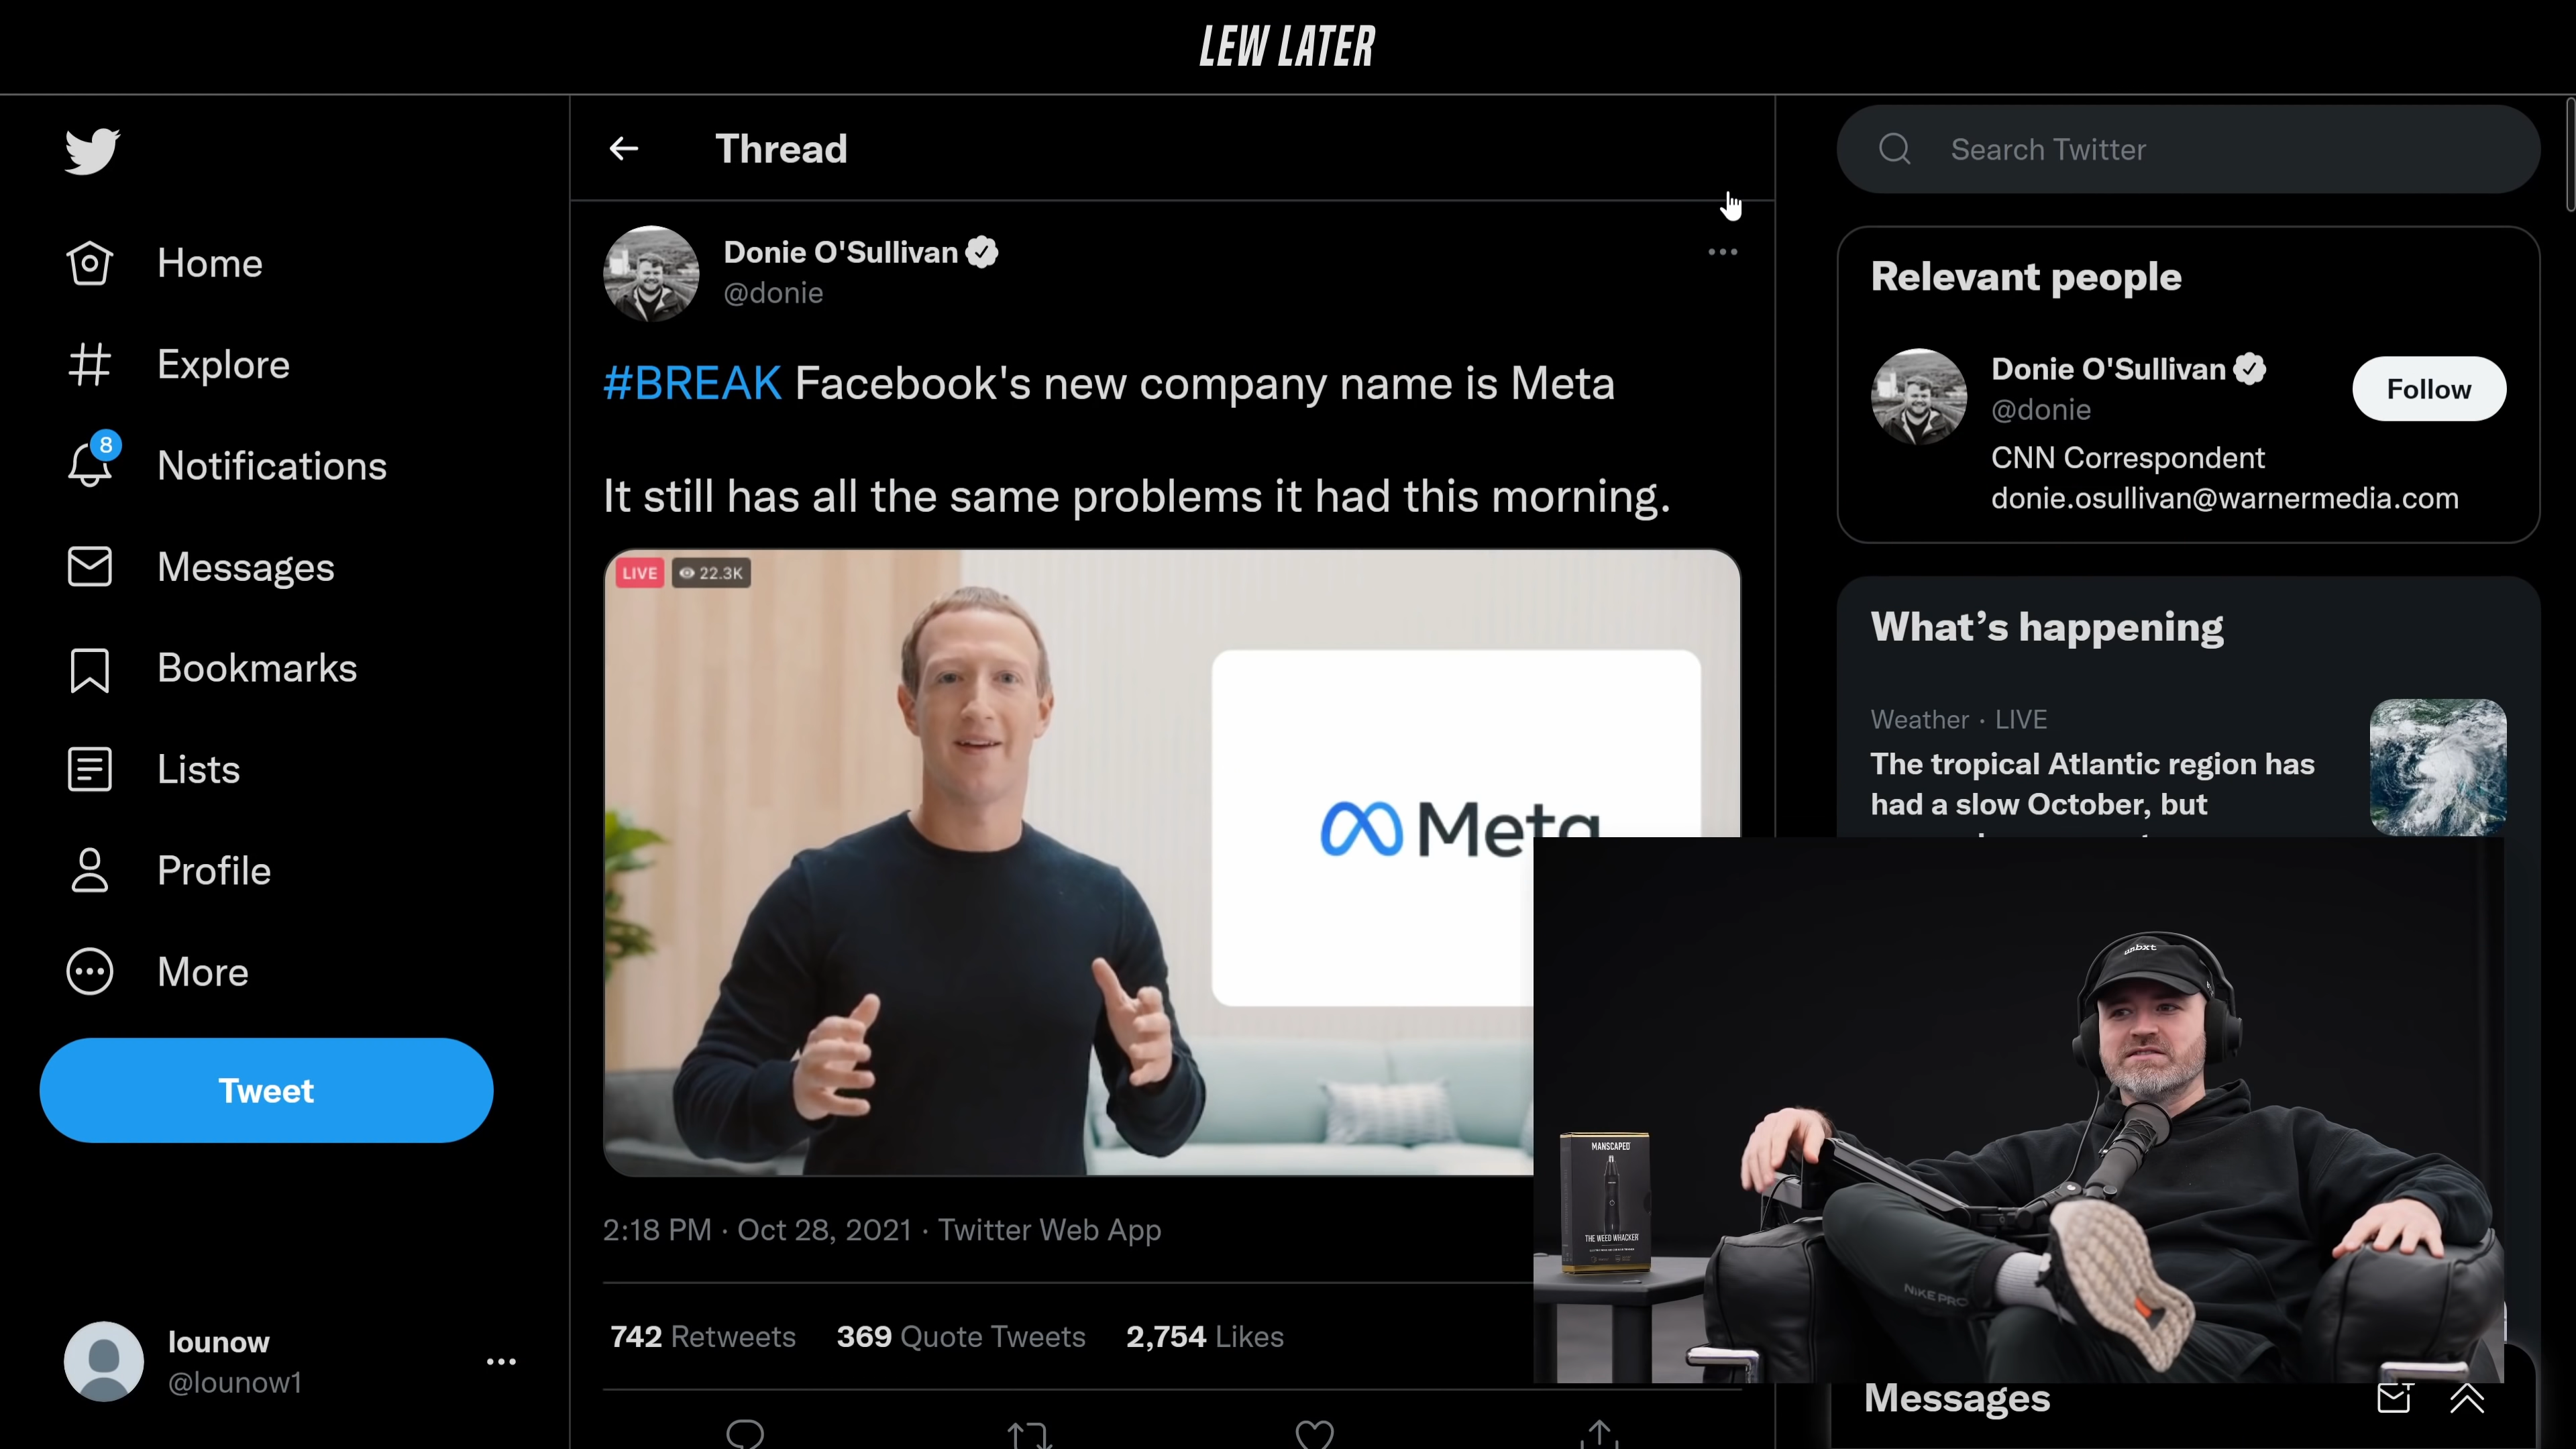 LEW LATER
Home
Explore
8
Notifications
Messages
Bookmarks
Lists
Profile
More
Tweet
lounow
@lounow1
Thread
Donie O'Sullivan
@donie
#BREAK Facebook's new company name is Meta
It still has all the same problems it had this morning.
LIVE
22.3K
Meta
2:18 PM · Oct 28, 2021 · Twitter Web App
742 Retweets 369 Quote Tweets 2,754 Likes
Search Twitter
Relevant people
Donie O'Sullivan
@donie
Follow
CNN Correspondent
donie.osullivan@warnermedia.com
What's happening
Weather · LIVE
The tropical Atlantic region has
had a slow October, but
unbxt
MANSCAPED
THE WEED WHACKER
NIKE PRO
Messages